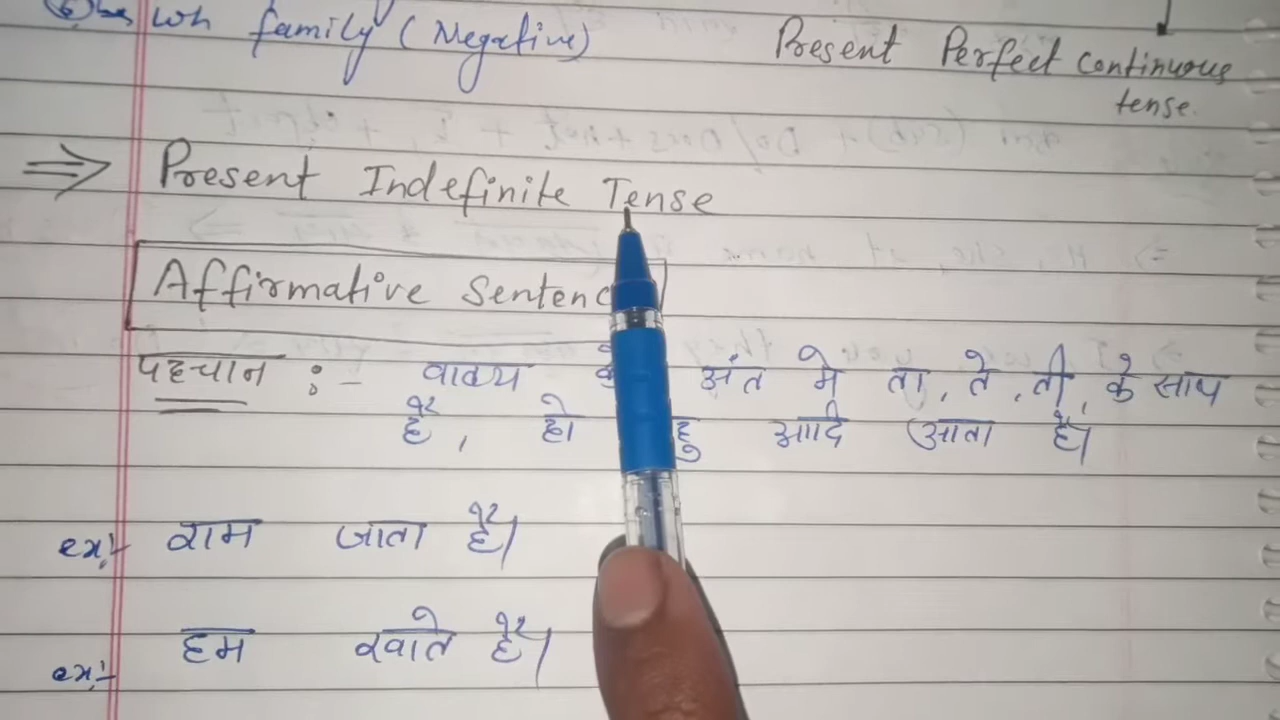 Wh family (Negative)
Present Perfect continuous
tense.
⇒ Present Indefinite Tense
Affirmative Sentenc
पहचान :- वाक्य के अंत मे ता, ते, ती, के साथ
है, हो हु आदि आता है।
ex:- राम जाता है।
ex:- हम खाते है।